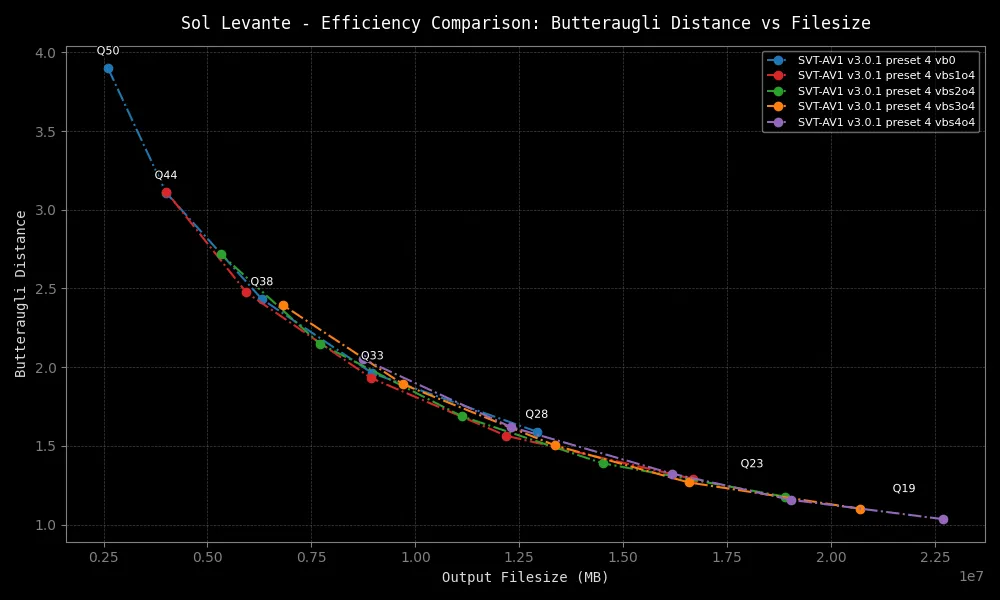 Sol Levante - Efficiency Comparison: Butteraugli Distance vs Filesize
Q50
Q44
Q38
Q33
Q28
Q23
Q19
SVT-AV1 v3.0.1 preset 4 vb0
SVT-AV1 v3.0.1 preset 4 vbs1o4
SVT-AV1 v3.0.1 preset 4 vbs2o4
SVT-AV1 v3.0.1 preset 4 vbs3o4
SVT-AV1 v3.0.1 preset 4 vbs4o4
Butteraugli Distance
4.0
3.5
3.0
2.5
2.0
1.5
1.0
0.25 0.50 0.75 1.00 1.25 1.50 1.75 2.00 2.25
1e7
Output Filesize (MB)